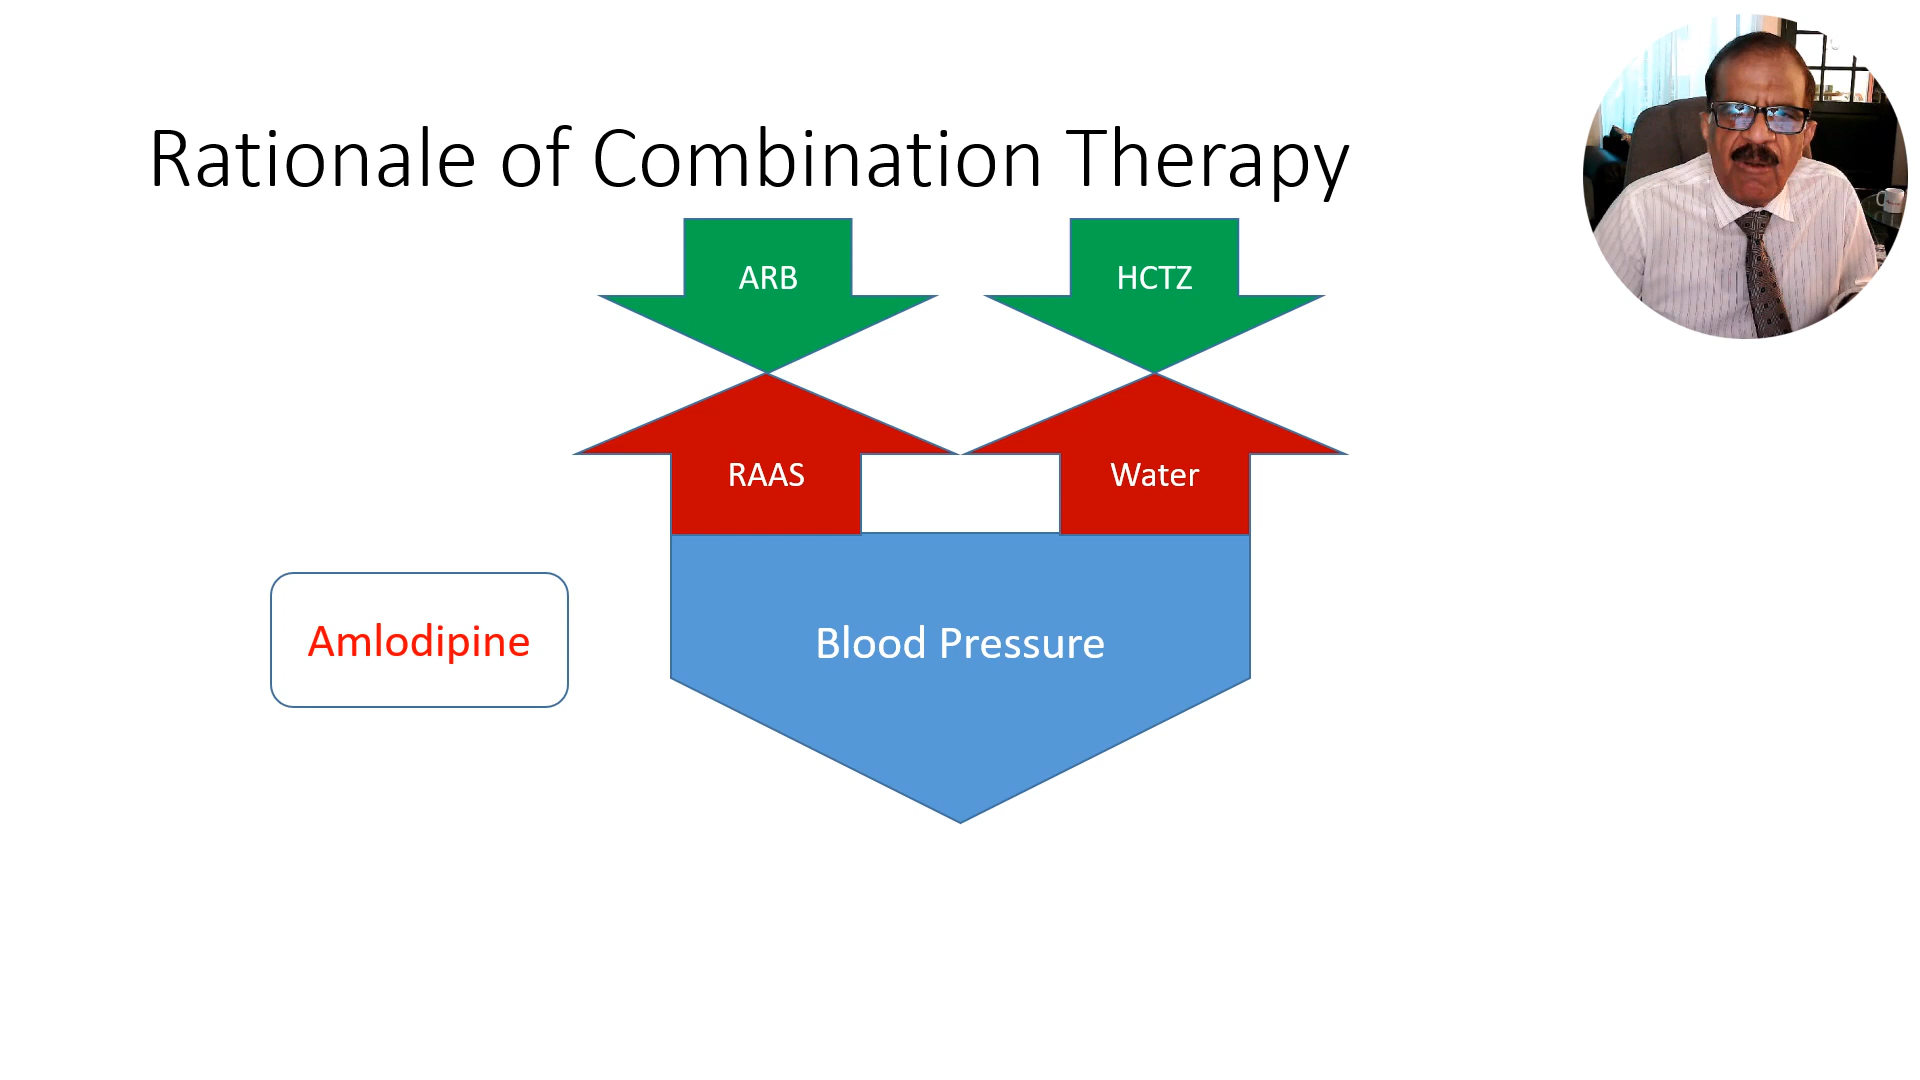 Rationale of Combination Therapy
ARB
HCTZ
RAAS
Water
Amlodipine
Blood Pressure